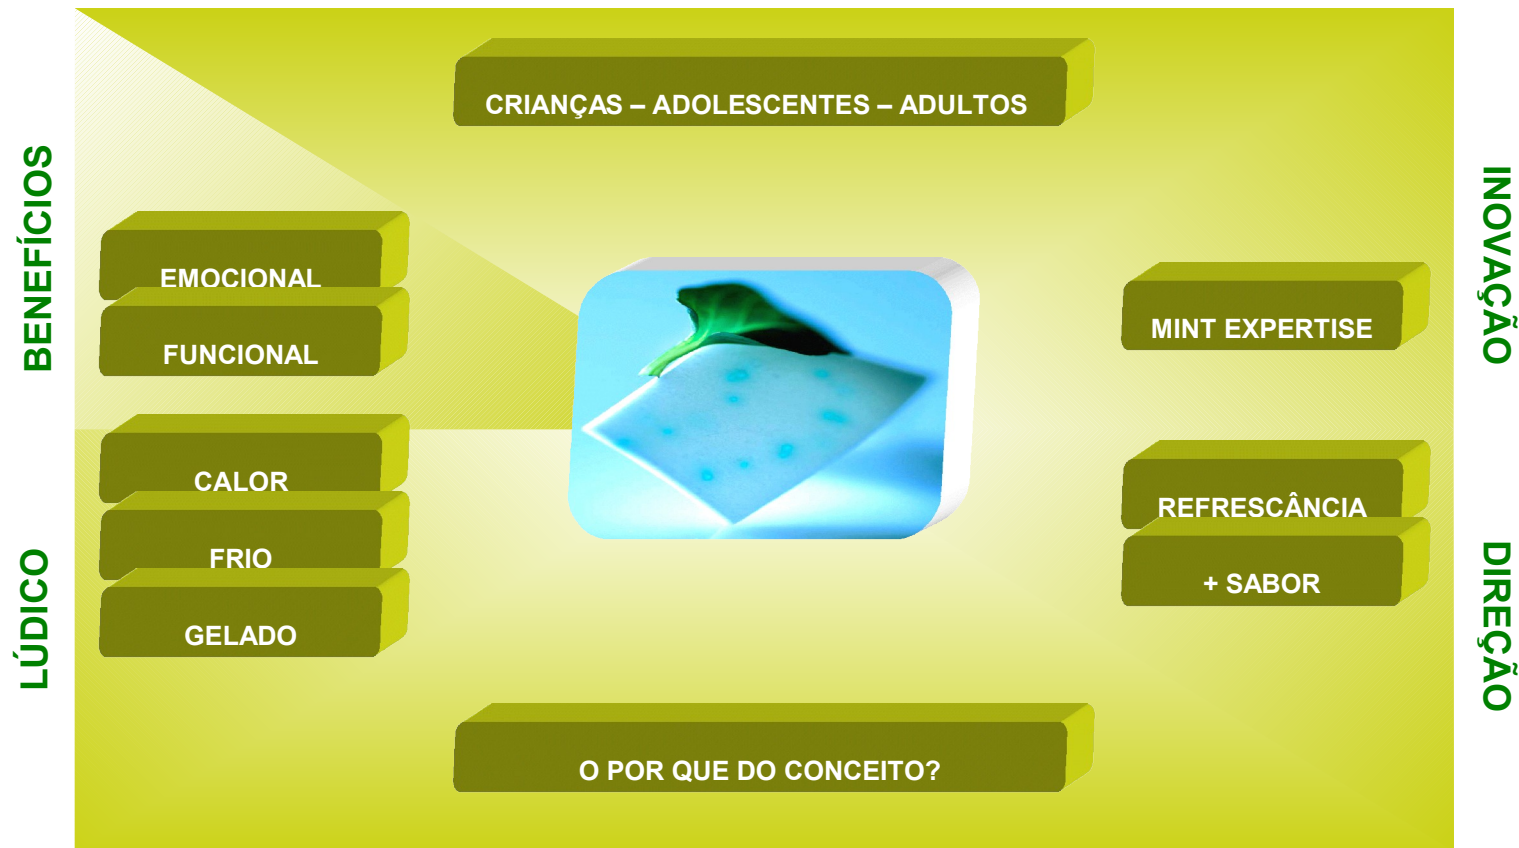 CRIANÇAS – ADOLESCENTES – ADULTOS
BENEFÍCIOS
EMOCIONAL
FUNCIONAL
LÚDICO
CALOR
FRIO
GELADO
INOVAÇÃO
MINT EXPERTISE
DIREÇÃO
REFRESCÂNCIA
+ SABOR
O POR QUE DO CONCEITO?